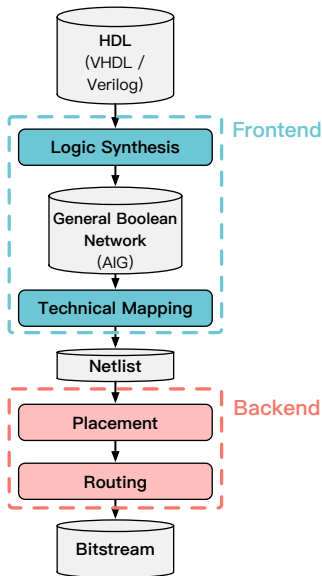 HDL
(VHDL /
Verilog)
Frontend
Logic Synthesis
General Boolean
Network
(AIG)
Technical Mapping
Netlist
Backend
Placement
Routing
Bitstream